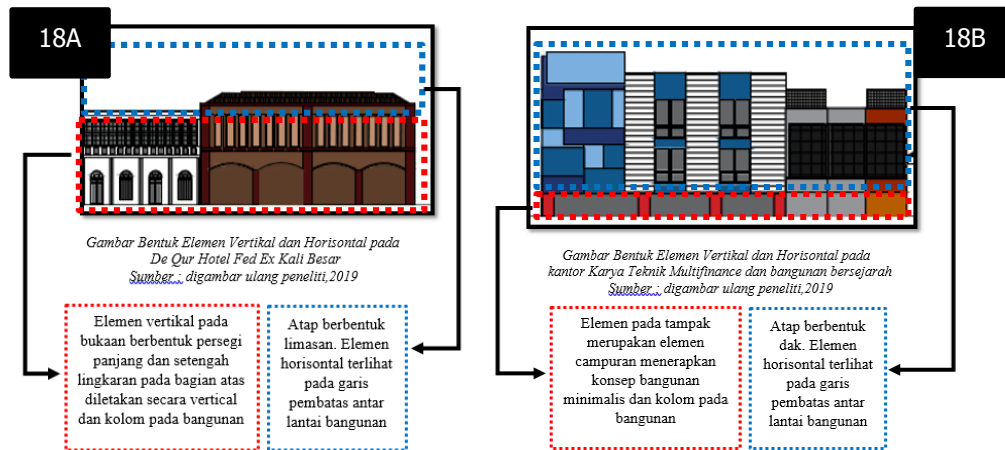 18A
Gambar Bentuk Elemen Vertikal dan Horisontal pada
De Qur Hotel Fed Ex Kali Besar
Sumber : digambar ulang peneliti,2019
Elemen vertikal pada
bukaan berbentuk persegi
panjang dan setengah
lingkaran pada bagian atas
diletakan secara vertical
dan kolom pada bangunan
Atap berbentuk
limasan. Elemen
horisontal terlihat
pada garis
pembatas antar
lantai bangunan
18B
Gambar Bentuk Elemen Vertikal dan Horisontal pada
kantor Karya Teknik Multifinance dan bangunan bersejarah
Sumber : digambar ulang peneliti,2019
Elemen pada tampak
merupakan elemen
campuran menerapkan
konsep bangunan
minimalis dan kolom pada
bangunan
Atap berbentuk
dak. Elemen
horisontal terlihat
pada garis
pembatas antar
lantai bangunan